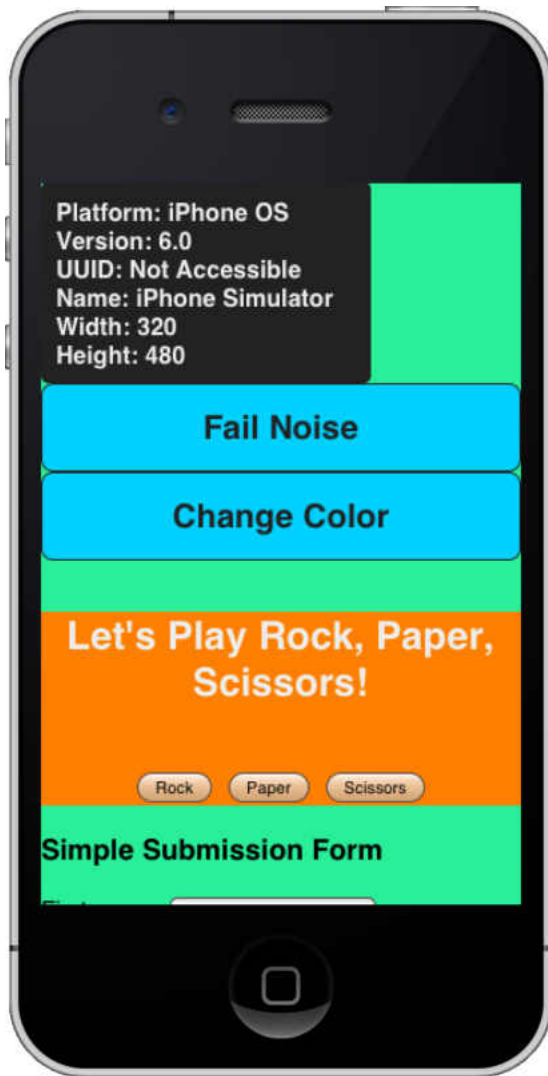 Platform: iPhone OS
Version: 6.0
UUID: Not Accessible
Name: iPhone Simulator
Width: 320
Height: 480
Fail Noise
Change Color
Let's Play Rock, Paper,
Scissors!
Rock Paper Scissors
Simple Submission Form